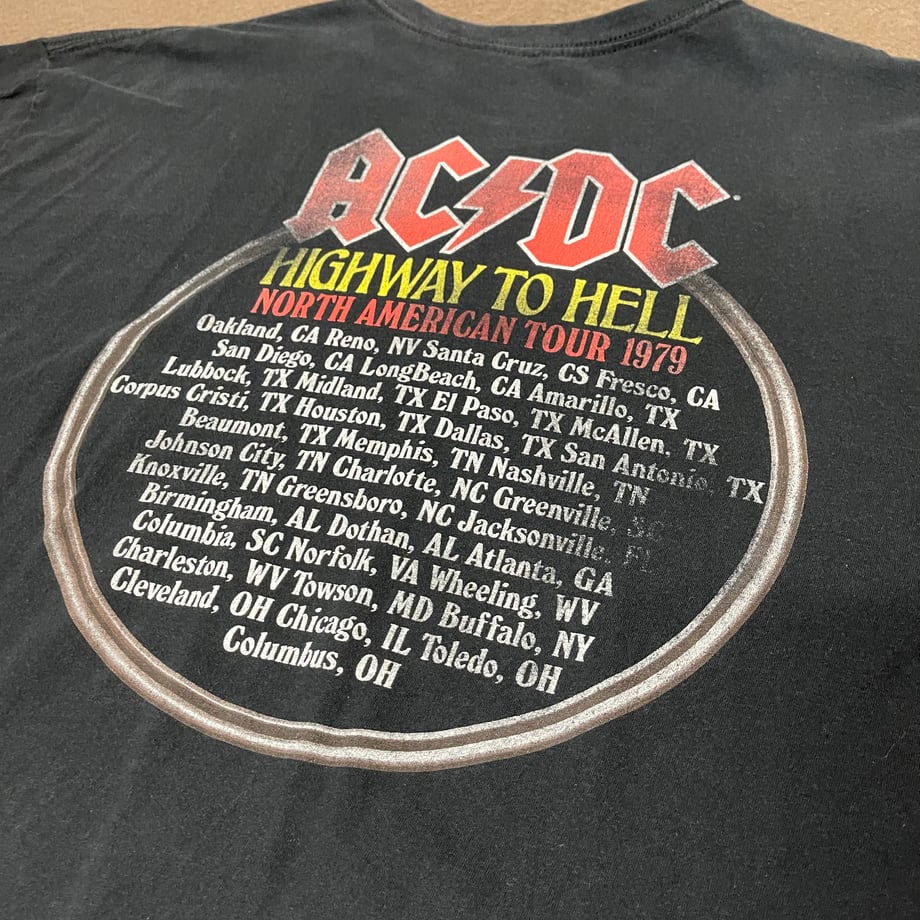 AC/DC
HIGHWAY TO HELL
NORTH AMERICAN TOUR 1979
Oakland, CA Reno, NV Santa Cruz, CS Fresco, CA
San Diego, CA LongBeach, CA Amarillo, TX
Lubbock, TX Midland, TX El Paso, TX McAllen, TX
Corpus Cristi, TX Houston, TX Dallas, TX San Antonio, TX
Beaumont, TX Memphis, TN Nashville, TN
Johnson City, TN Charlotte, NC Greenville, SC
Knoxville, TN Greensboro, NC Jacksonville, Fl
Birmingham, AL Dothan, AL Atlanta, GA
Columbia, SC Norfolk, VA Wheeling, WV
Charleston, WV Towson, MD Buffalo, NY
Cleveland, OH Chicago, IL Toledo, OH
Columbus, OH